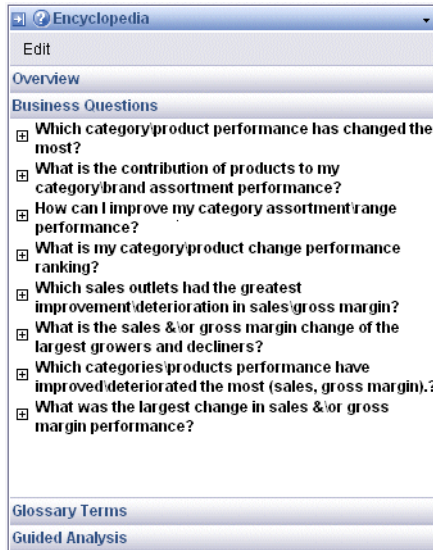 Encyclopedia
Edit
Overview
Business Questions
Which category\product performance has changed the
most?
What is the contribution of products to my
category\brand assortment performance?
How can I improve my category assortment\range
performance?
What is my category\product change performance
ranking?
Which sales outlets had the greatest
improvement\deterioration in sales\gross margin?
What is the sales &\or gross margin change of the
largest growers and decliners?
Which categories\products performance have
improved\deteriorated the most (sales, gross margin).?
What was the largest change in sales &\or gross
margin performance?
Glossary Terms
Guided Analysis